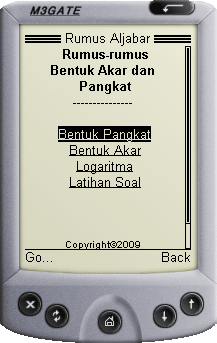 M3GATE
Rumus Aljabar
Rumus-rumus
Bentuk Akar dan
Pangkat
---------------
Bentuk Pangkat
Bentuk Akar
Logaritma
Latihan Soal
Copyright©2009
Go... Back